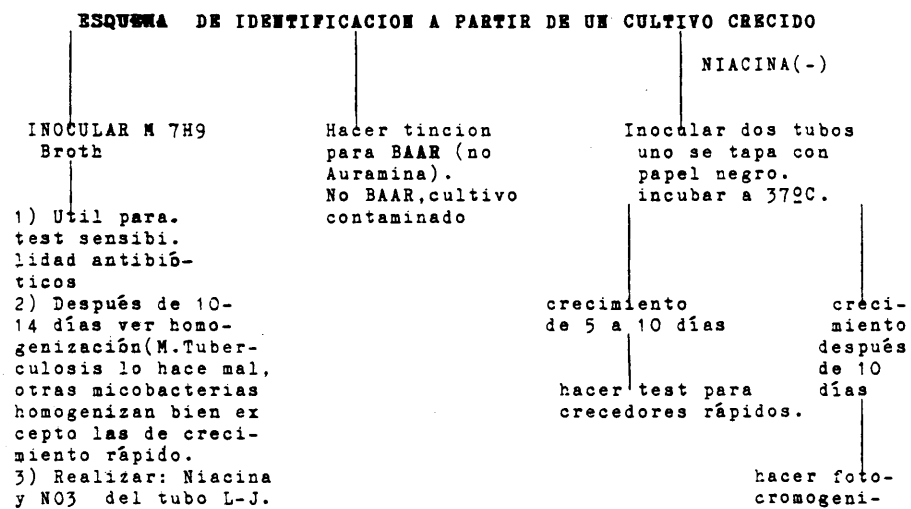 ESQUEMA DE IDENTIFICACION A PARTIR DE UN CULTIVO CRECIDO
NIACINA(-)
INOCULAR M 7H9
Broth
1) Util para.
test sensibi.
lidad antibió-
ticos
2) Después de 10-
14 días ver homo-
genización(M.Tuber-
culosis lo hace mal,
otras micobacterias
homogenizan bien ex
cepto las de creci-
miento rápido.
3) Realizar: Niacina
y NO3 del tubo L-J.
Hacer tincion
para BAAR (no
Auramina).
No BAAR,cultivo
contaminado
Inocular dos tubos
uno se tapa con
papel negro.
incubar a 37ºC.
crecimiento
de 5 a 10 días
hacer test para
crecedores rápidos.
creci-
miento
después
de 10
días
hacer foto-
cromogeni-